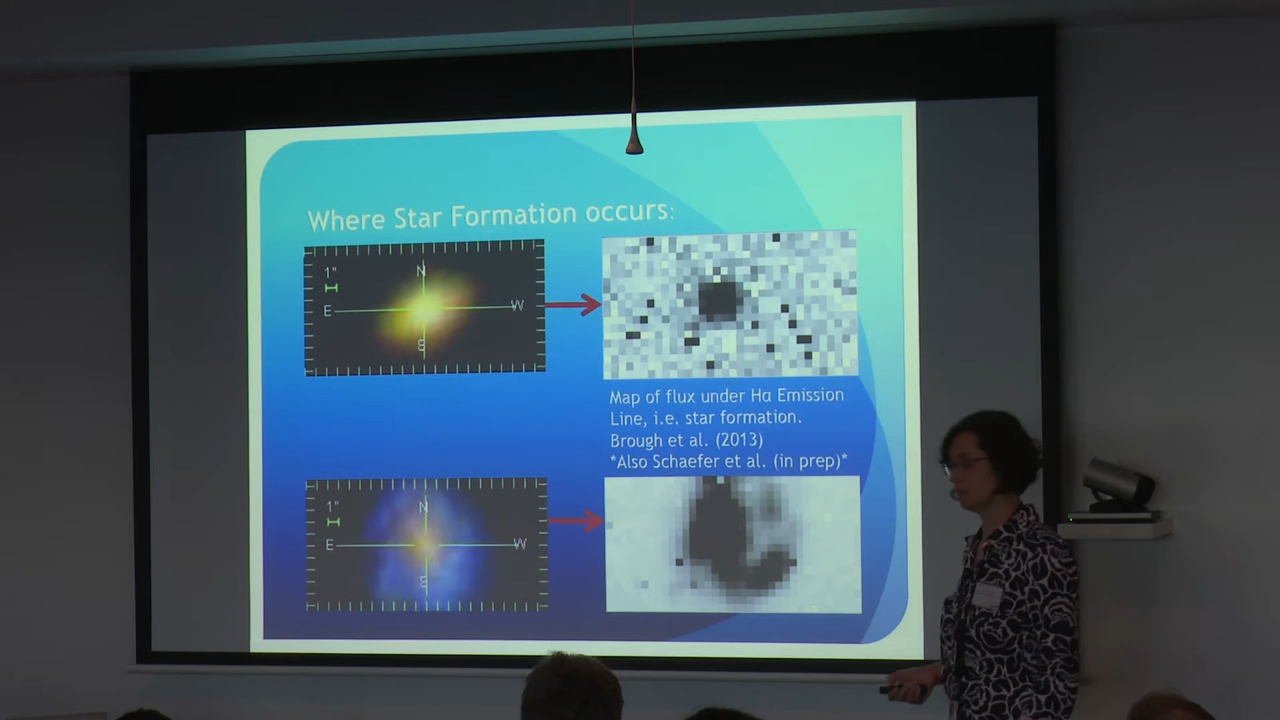 Where Star Formation occurs:
1"
N
E
W
S
Map of flux under Hα Emission
Line, i.e. star formation.
Brough et al. (2013)
*Also Schaefer et al. (in prep)*
1"
N
E
W
S